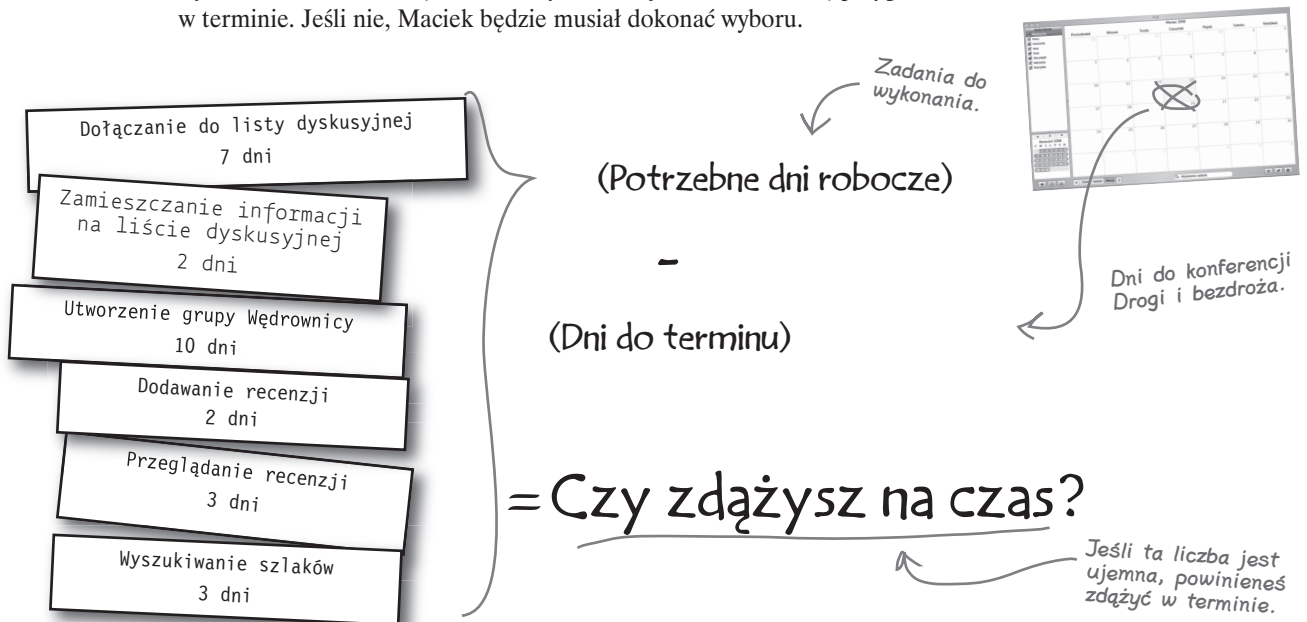 w terminie. Jeśli nie, Maciek będzie musiał dokonać wyboru.
Zadania do
wykonania.
Dołączanie do listy dyskusyjnej
7 dni
Zamieszczanie informacji
na liście dyskusyjnej
2 dni
Utworzenie grupy Wędrownicy
10 dni
Dodawanie recenzji
2 dni
Przeglądanie recenzji
3 dni
Wyszukiwanie szlaków
3 dni
(Potrzebne dni robocze)
-
(Dni do terminu)
Dni do konferencji
Drogi i bezdroża.
= Czy zdążysz na czas?
Jeśli ta liczba jest
ujemna, powinieneś
zdążyć w terminie.